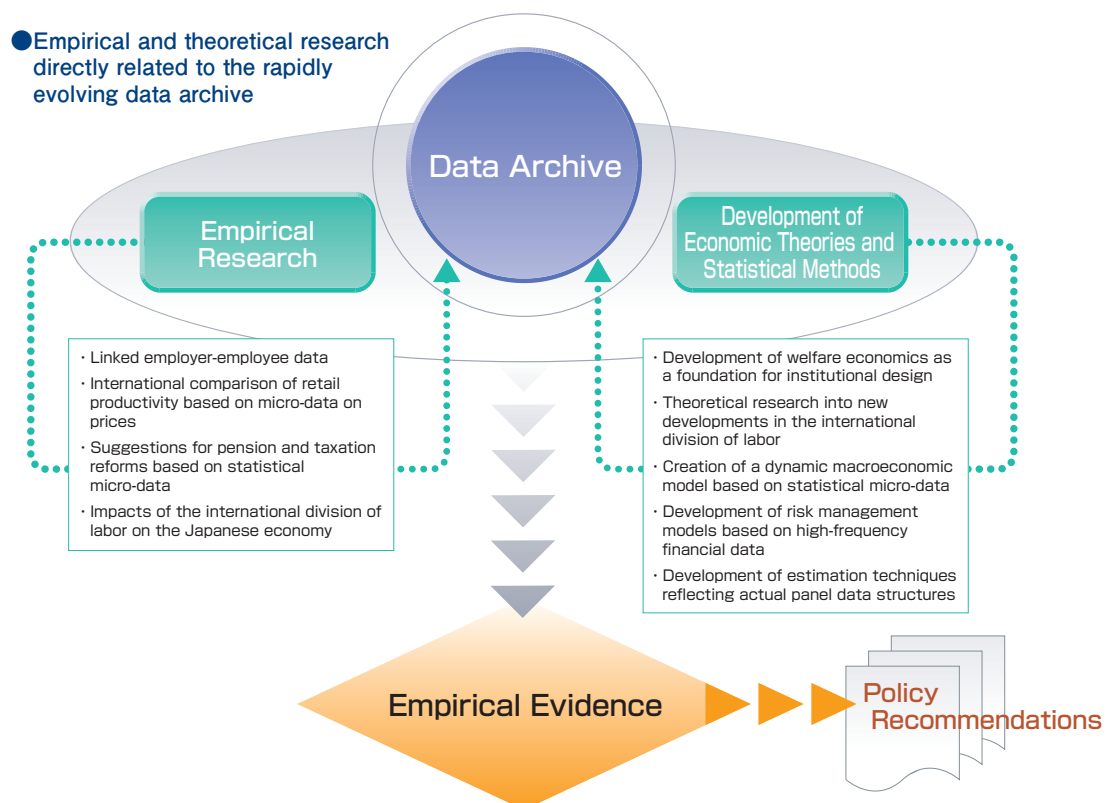 ●Empirical and theoretical research
directly related to the rapidly
evolving data archive
Data Archive
Empirical
Research
Development of
Economic Theories and
Statistical Methods
・Linked employer-employee data
・International comparison of retail
productivity based on micro-data on
prices
・Suggestions for pension and taxation
reforms based on statistical
micro-data
・Impacts of the international division of
labor on the Japanese economy
・Development of welfare economics as
a foundation for institutional design
・Theoretical research into new
developments in the international
division of labor
・Creation of a dynamic macroeconomic
model based on statistical micro-data
・Development of risk management
models based on high-frequency
financial data
・Development of estimation techniques
reflecting actual panel data structures
Empirical Evidence
Policy
Recommendations